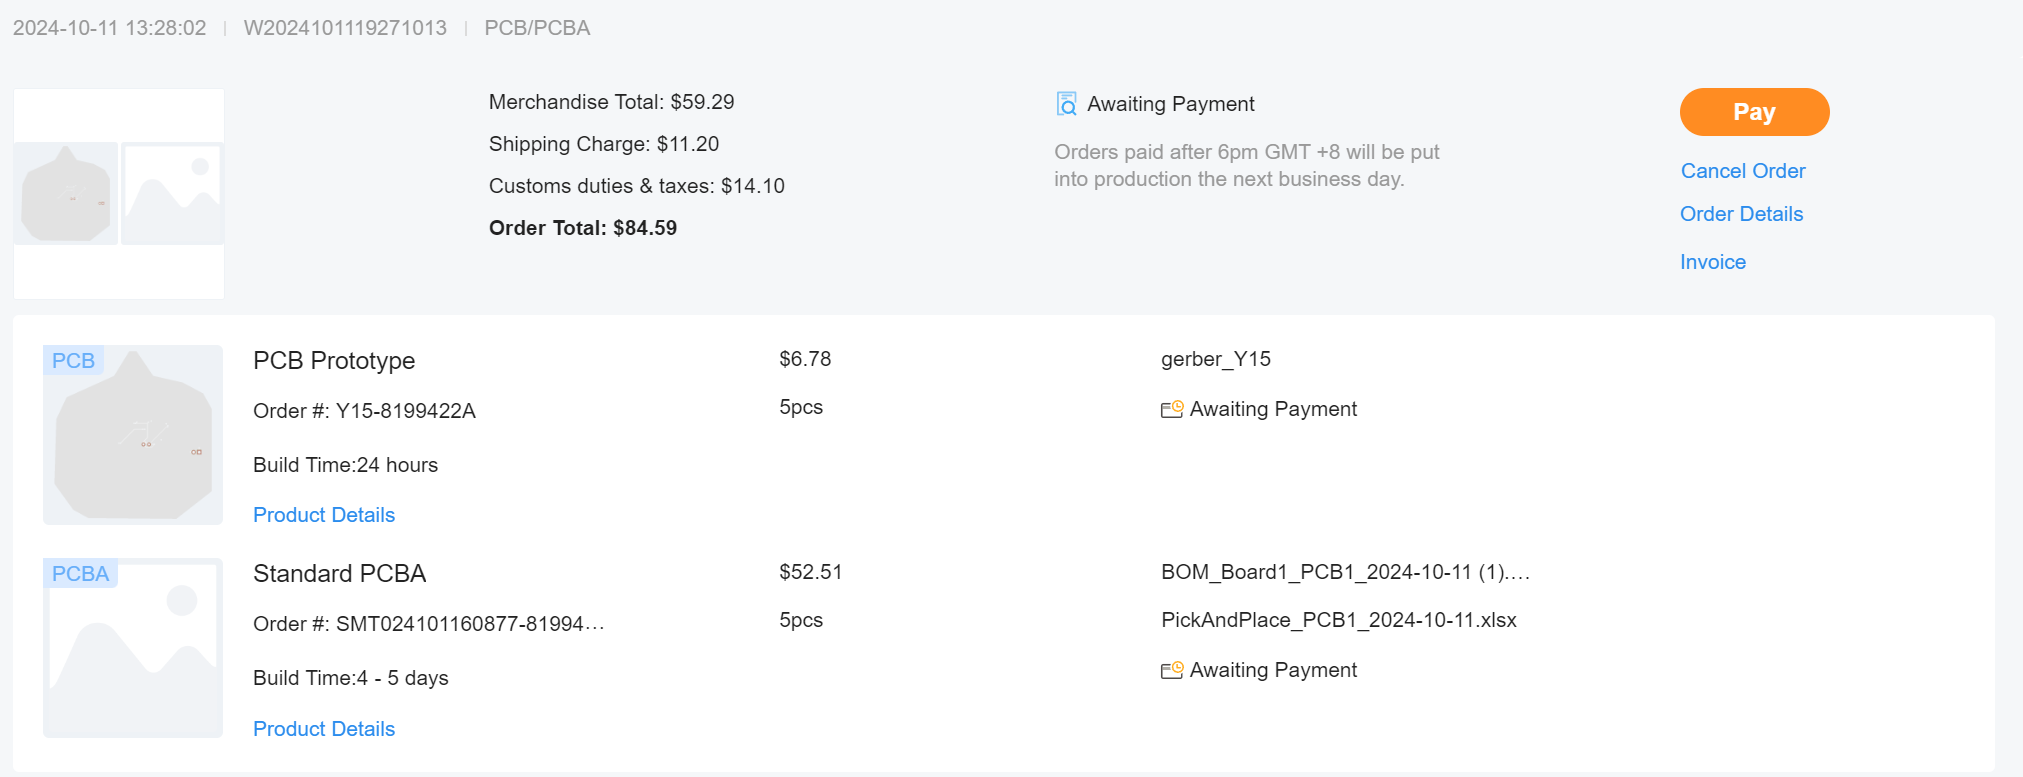 2024-10-11 13:28:02 | W2024101119271013 | PCB/PCBA
Merchandise Total: $59.29
Shipping Charge: $11.20
Customs duties & taxes: $14.10
Order Total: $84.59
Awaiting Payment
Orders paid after 6pm GMT +8 will be put
into production the next business day.
Pay
Cancel Order
Order Details
Invoice
PCB
PCB Prototype
Order #: Y15-8199422A
Build Time:24 hours
Product Details
$6.78
5pcs
gerber_Y15
Awaiting Payment
PCBA
Standard PCBA
Order #: SMT024101160877-81994...
Build Time:4 - 5 days
Product Details
$52.51
5pcs
BOM_Board1_PCB1_2024-10-11 (1)....
PickAndPlace_PCB1_2024-10-11.xlsx
Awaiting Payment